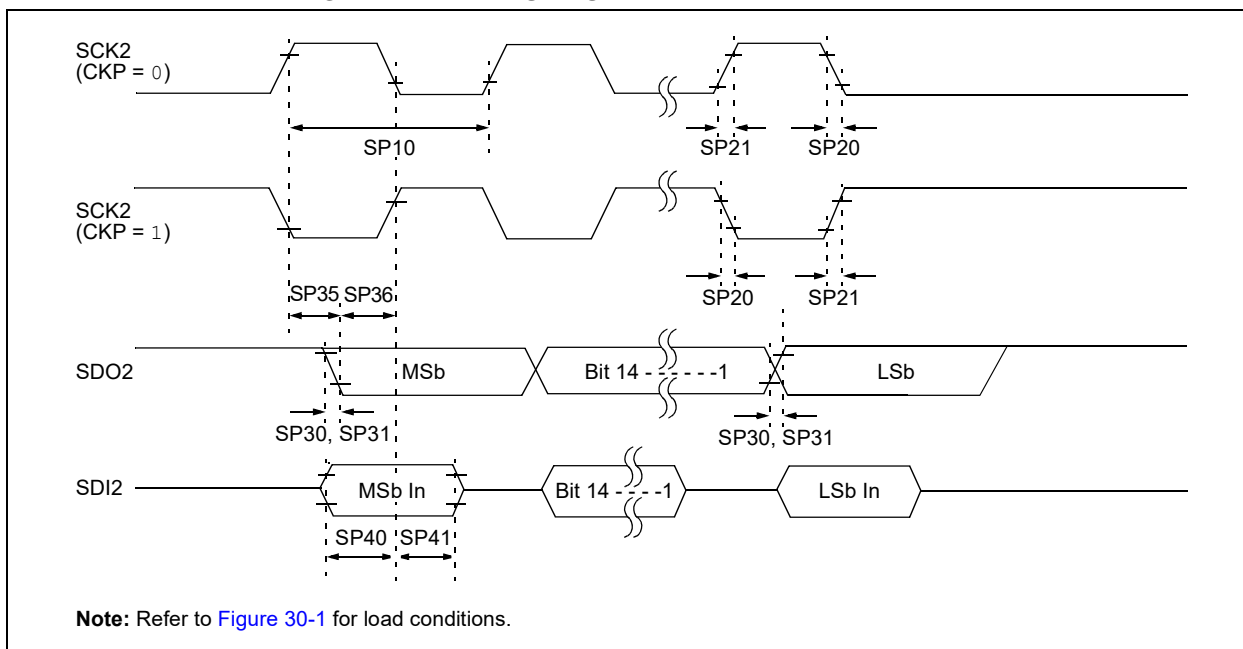 SCK2
(CKP = 0)
SP10
SP21
SP20
SCK2
(CKP = 1)
SP20
SP21
SP35
SP36
SDO2
MSb
Bit 14 - - - - - -1
LSb
SP30, SP31
SP30, SP31
SDI2
MSb In
Bit 14 - - - -1
LSb In
SP40
SP41
Note: Refer to Figure 30-1 for load conditions.